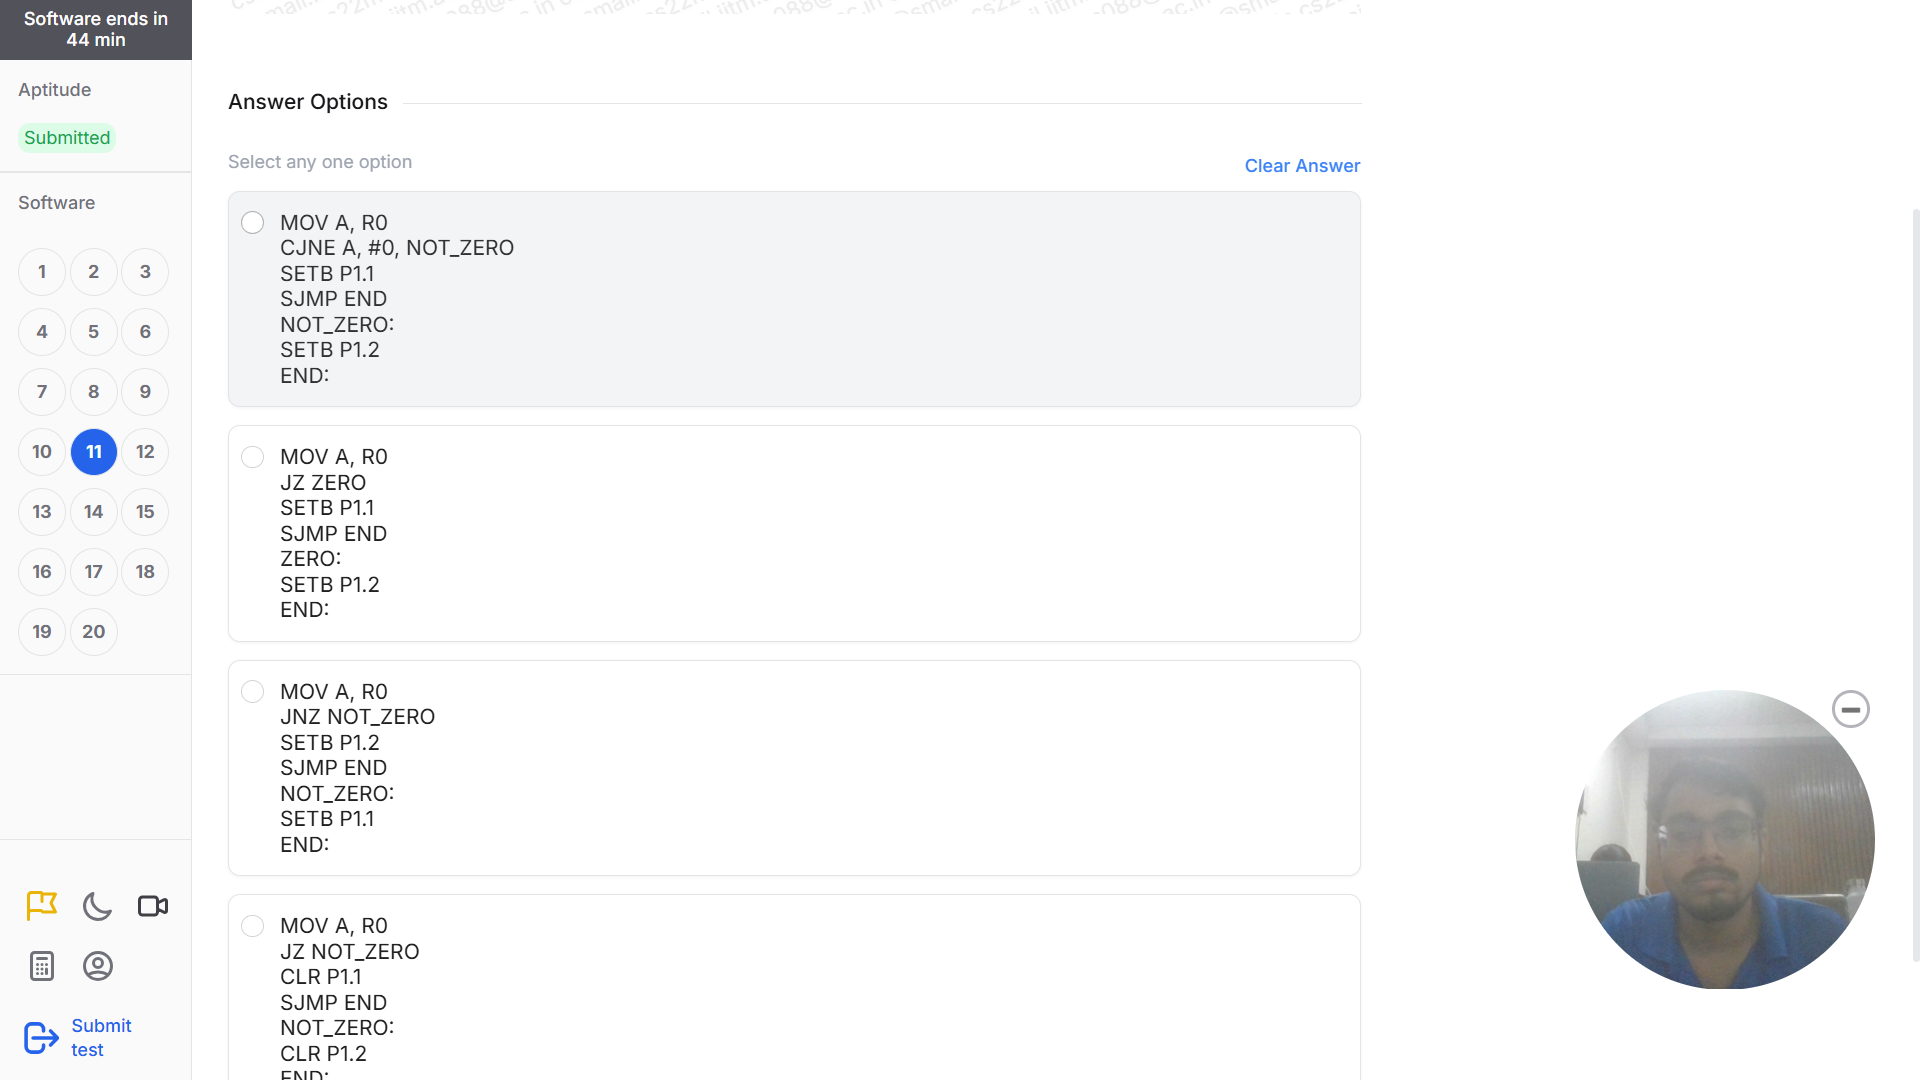 Software ends in
44 min
Aptitude
Submitted
Software
1
2
3
4
5
6
7
8
9
10
11
12
13
14
15
16
17
18
19
20
Submit
test
Answer Options
Select any one option
Clear Answer
MOV A, R0
CJNE A, #0, NOT_ZERO
SETB P1.1
SJMP END
NOT_ZERO:
SETB P1.2
END:
MOV A, R0
JZ ZERO
SETB P1.1
SJMP END
ZERO:
SETB P1.2
END:
MOV A, R0
JNZ NOT_ZERO
SETB P1.2
SJMP END
NOT_ZERO:
SETB P1.1
END:
MOV A, R0
JZ NOT_ZERO
CLR P1.1
SJMP END
NOT_ZERO:
CLR P1.2
END: